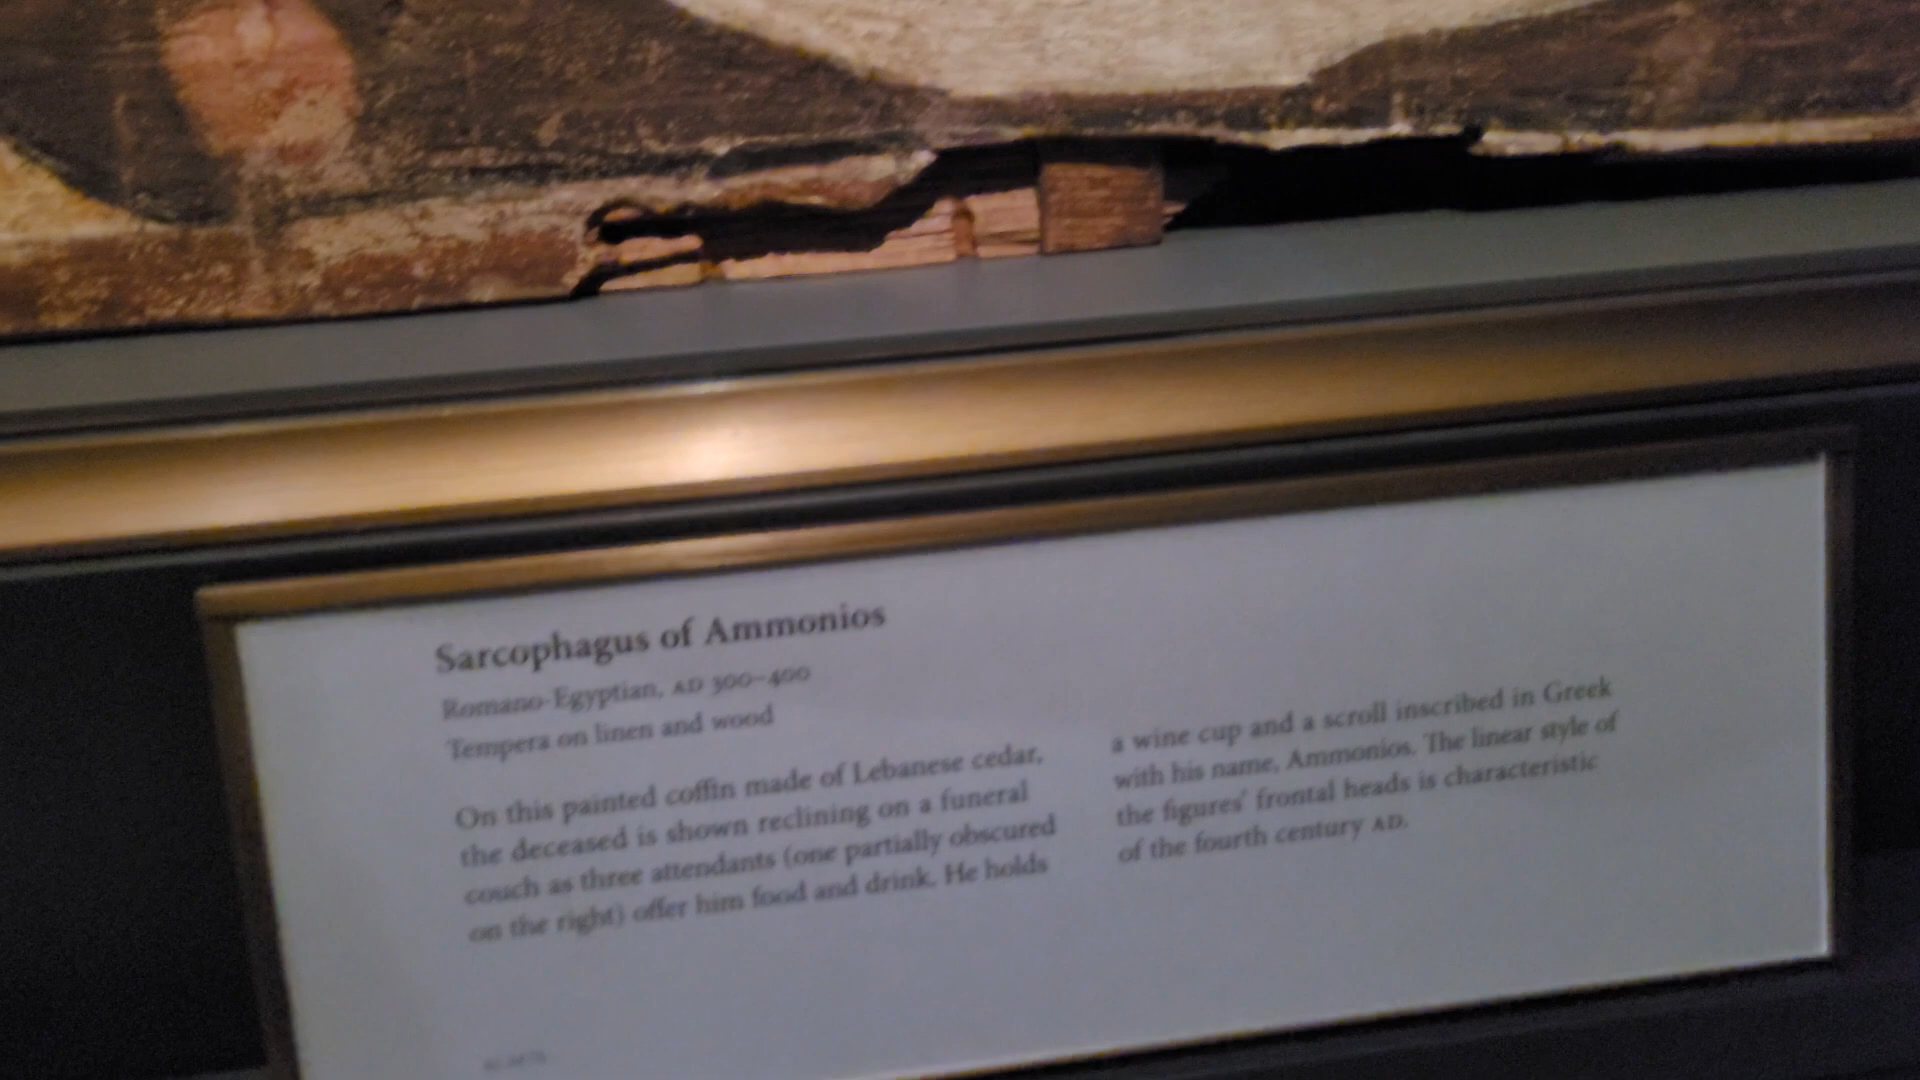 Sarcophagus of Ammonios
Romano-Egyptian, AD 300–400
Tempera on linen and wood
On this painted coffin made of Lebanese cedar,
the deceased is shown reclining on a funeral
couch as three attendants (one partially obscured
on the right) offer him food and drink. He holds
a wine cup and a scroll inscribed in Greek
with his name, Ammonios. The linear style of
the figures' frontal heads is characteristic
of the fourth century AD.